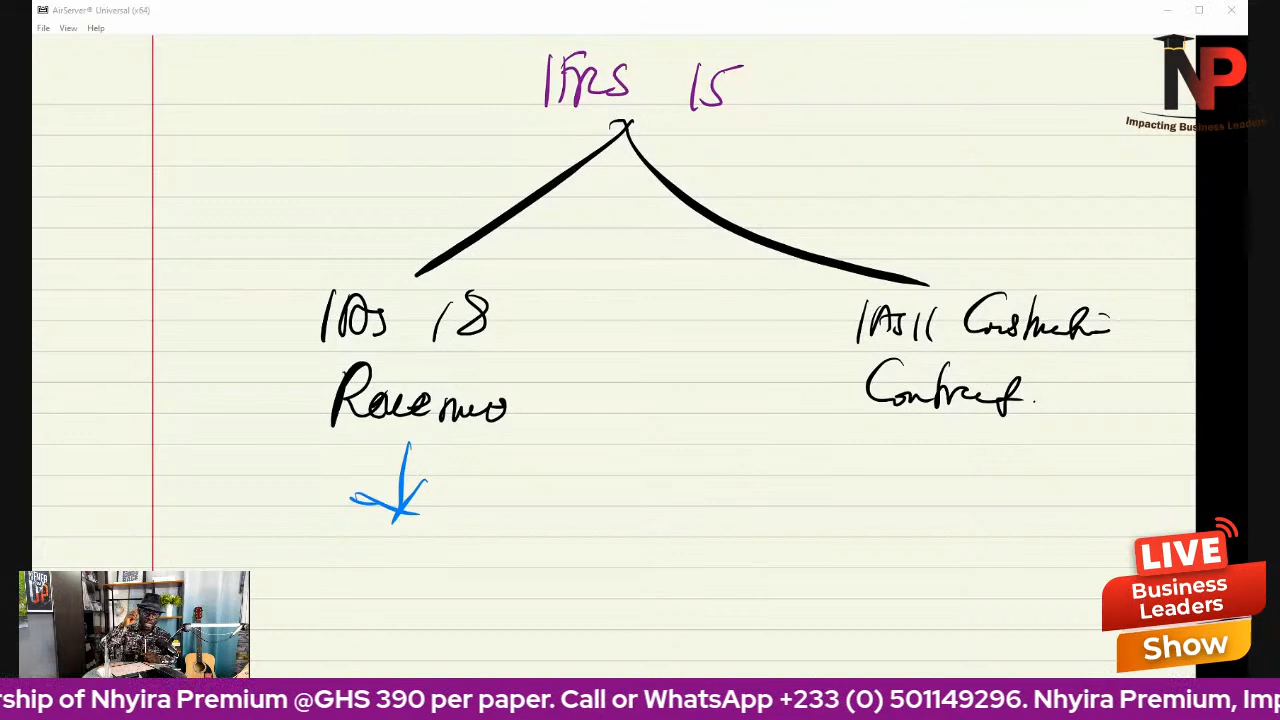 AirServer® Universal (x64)
File View Help
IFRS 15
IAS 18
Revenue
IAS 11 Construction
Contract.
NP
Impacting Business Leaders
LIVE
Business
Leaders
Show
rship of Nhyira Premium @GHS 390 per paper. Call or WhatsApp +233 (0) 501149296. Nhyira Premium, Imp